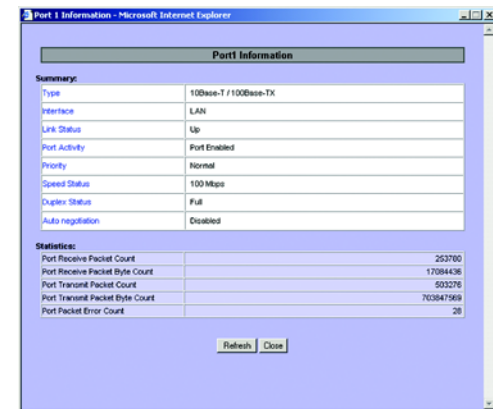 Port 1 Information - Microsoft Internet Explorer
Port1 Information
Summary:
Type 10Base-T / 100Base-TX
Interface LAN
Link Status Up
Port Activity Port Enabled
Priority Normal
Speed Status 100 Mbps
Duplex Status Full
Auto negotiation Disabled
Statistics:
Port Receive Packet Count 253780
Port Receive Packet Byte Count 17084436
Port Transmit Packet Count 503276
Port Transmit Packet Byte Count 703847569
Port Packet Error Count 28
Refresh Close